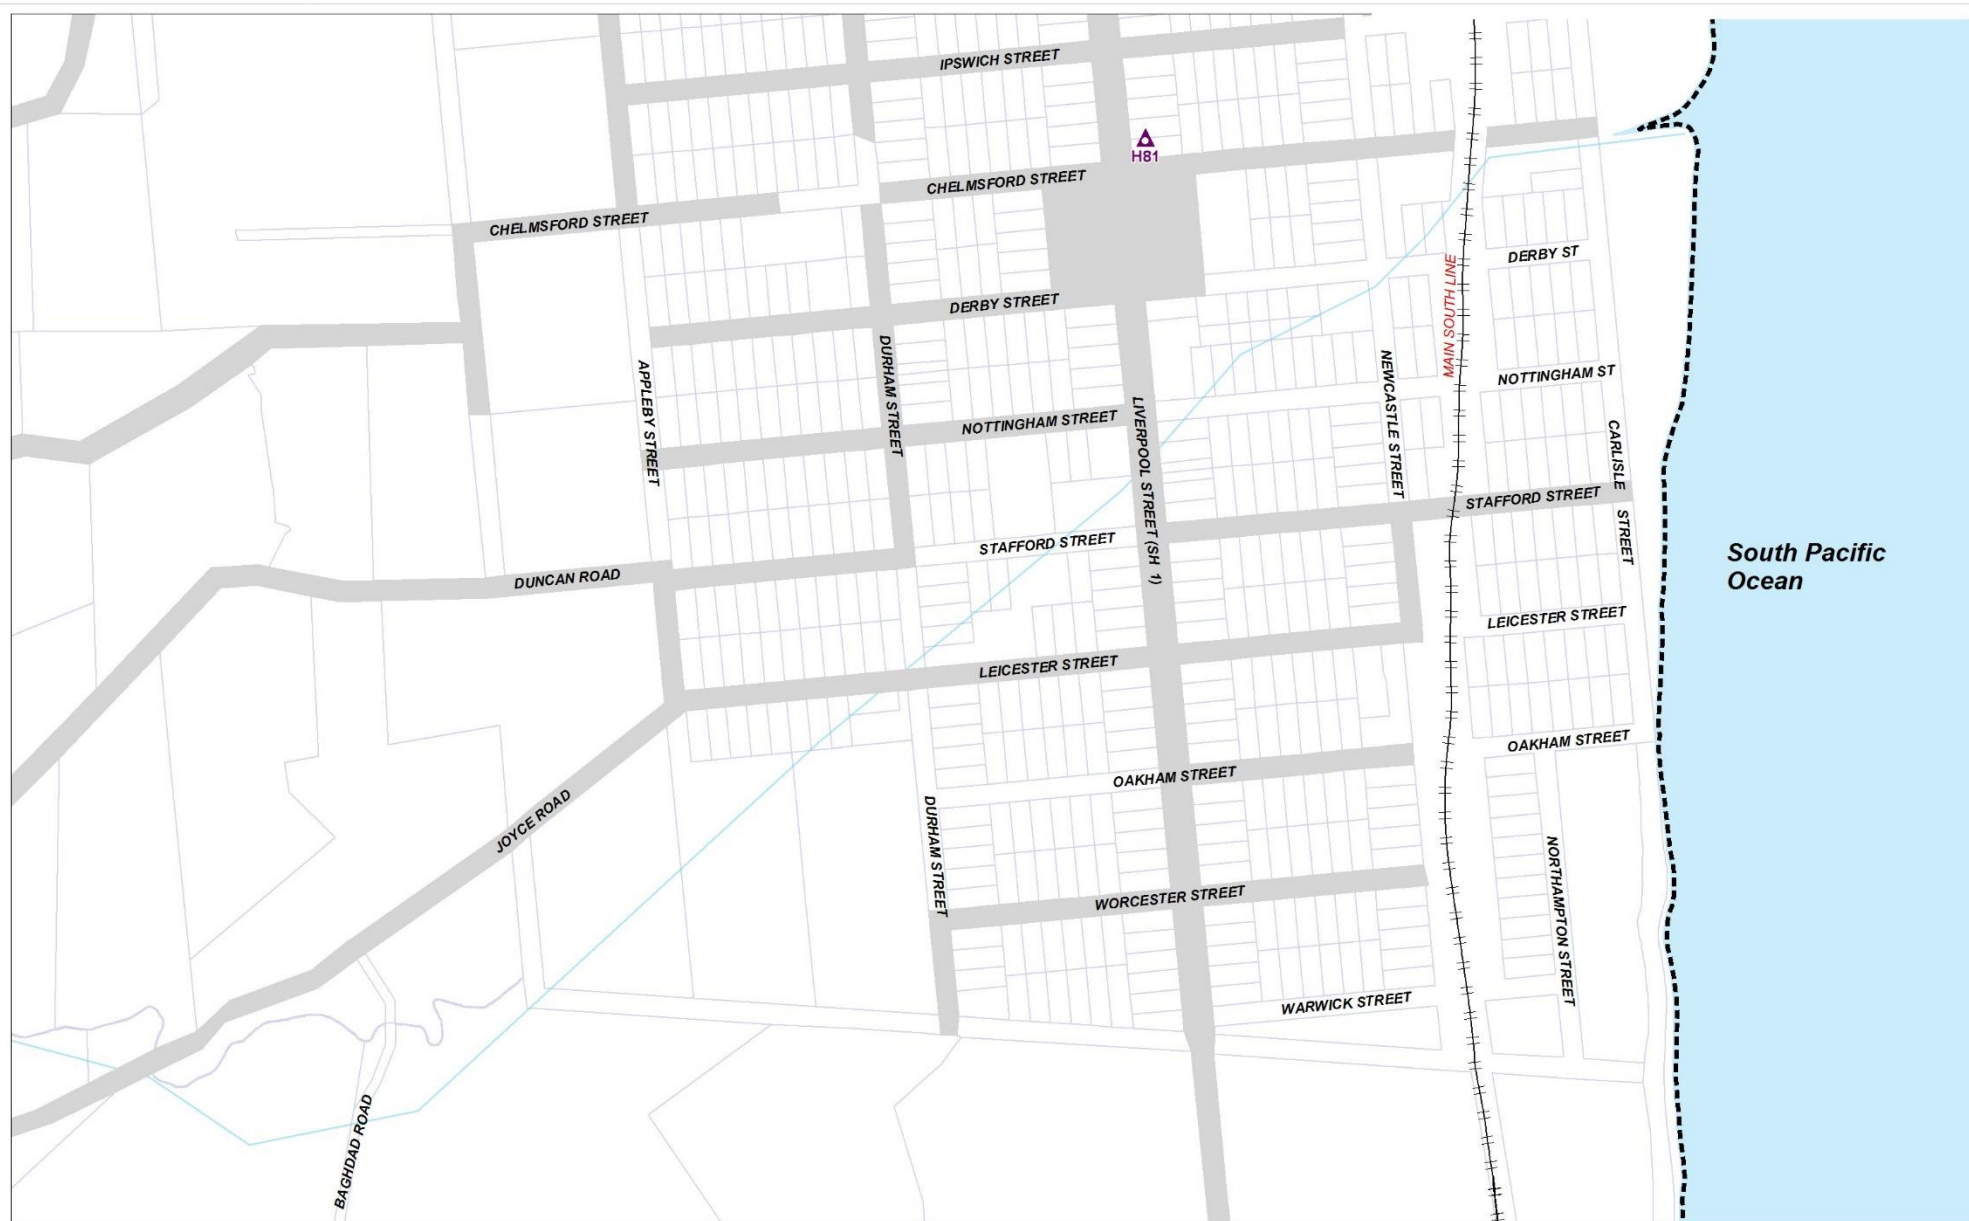 IPSWICH STREET
H81
CHELMSFORD STREET
CHELMSFORD STREET
DERBY ST
MAIN SOUTH LINE
DERBY STREET
DURHAM STREET
APPLEBY STREET
NEWCASTLE STREET
NOTTINGHAM ST
NOTTINGHAM STREET
LIVERPOOL STREET (SH 1)
CARLISLE STREET
STAFFORD STREET
STAFFORD STREET
South Pacific
Ocean
DUNCAN ROAD
LEICESTER STREET
LEICESTER STREET
OAKHAM STREET
OAKHAM STREET
JOYCE ROAD
DURHAM STREET
NORTHAMPTON STREET
WORCESTER STREET
WARWICK STREET
BAGHDAD ROAD